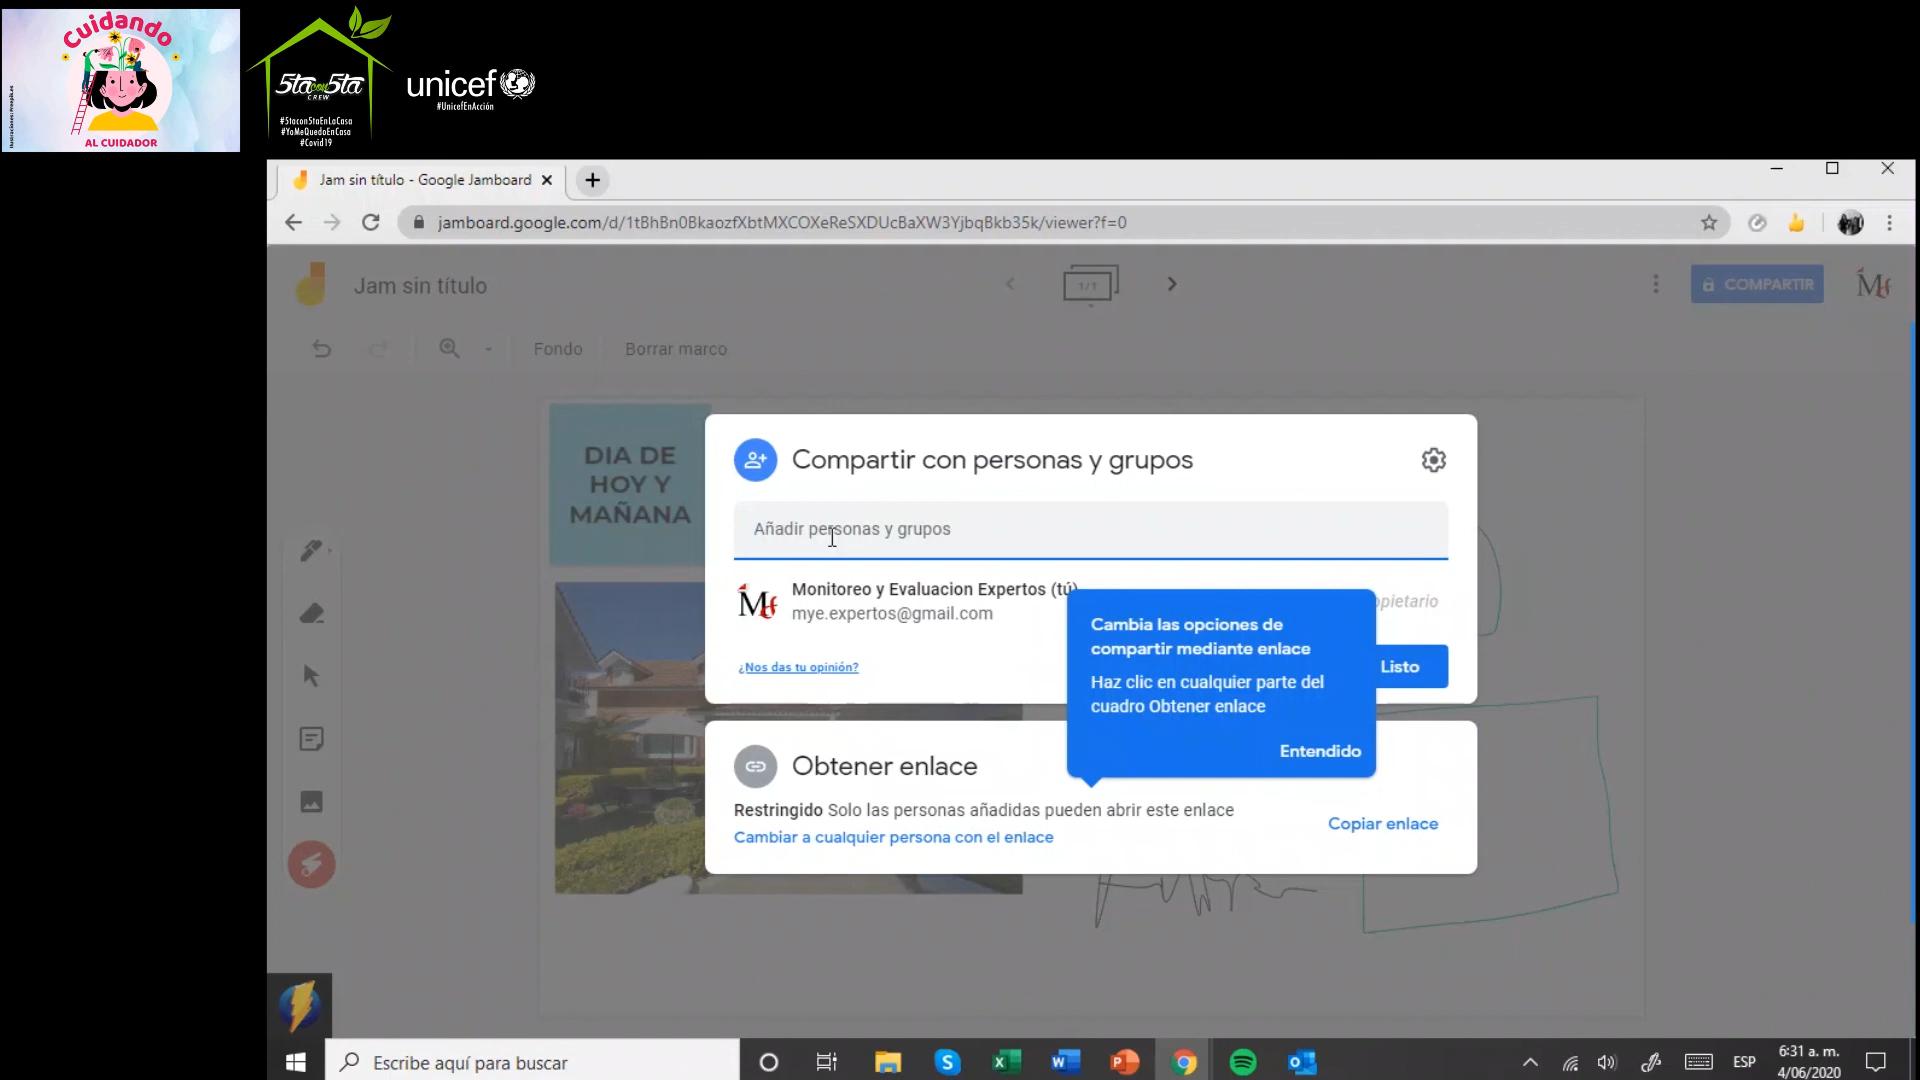 Cuidando
AL CUIDADOR
5ta con 5ta
CREW
#5tacon5taEnLaCasa
#YoMeQuedoEnCasa
#Covid19
unicef
#UnicefEnAcción
Jam sin título - Google Jamboard
jamboard.google.com/d/1tBhBn0BkaozfXbtMXCOXeReSXDUcBaXW3YjbqBkb35k/viewer?f=0
Jam sin título
1/1
COMPARTIR
Fondo
Borrar marco
DIA DE
HOY Y
MAÑANA
Compartir con personas y grupos
Añadir personas y grupos
Monitoreo y Evaluacion Expertos (tú)
mye.expertos@gmail.com
opietario
¿Nos das tu opinión?
Listo
Cambia las opciones de
compartir mediante enlace
Haz clic en cualquier parte del
cuadro Obtener enlace
Entendido
Obtener enlace
Restringido Solo las personas añadidas pueden abrir este enlace
Cambiar a cualquier persona con el enlace
Copiar enlace
Escribe aquí para buscar
ESP
6:31 a. m.
4/06/2020